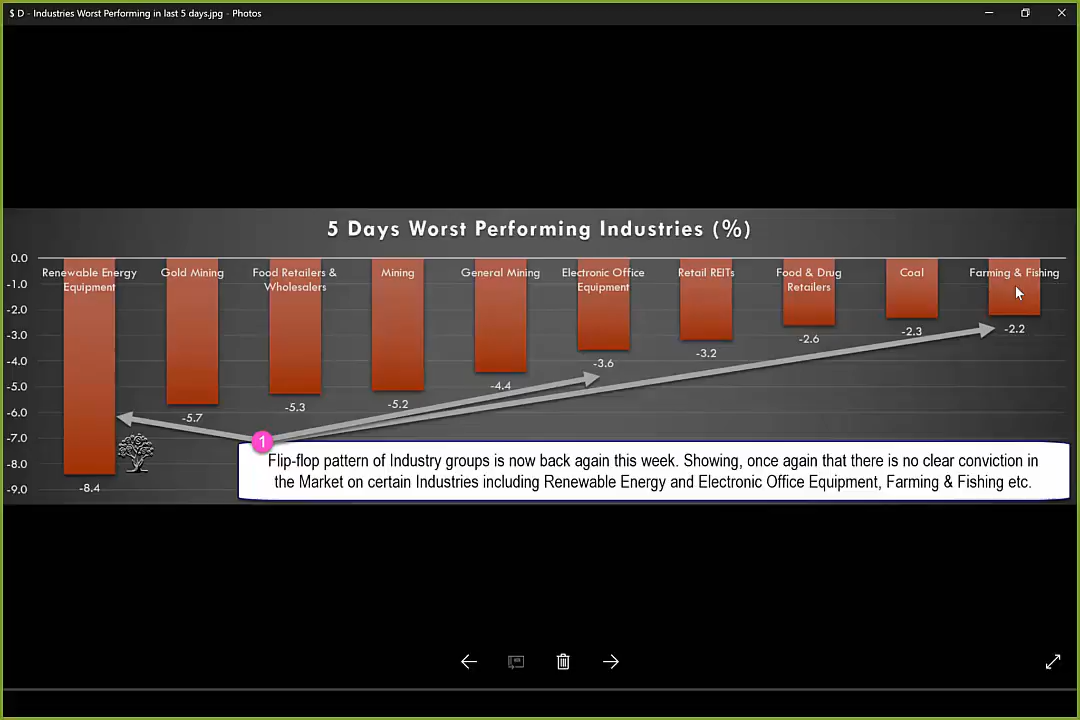 $ D - Industries Worst Performing in last 5 days.jpg - Photos
5 Days Worst Performing Industries (%)
0.0
-1.0
-2.0
-3.0
-4.0
-5.0
-6.0
-7.0
-8.0
-9.0
Renewable Energy
Equipment
Gold Mining
Food Retailers &
Wholesalers
Mining
General Mining
Electronic Office
Equipment
Retail REITs
Food & Drug
Retailers
Coal
Farming & Fishing
-8.4
-5.7
-5.3
-5.2
-4.4
-3.6
-3.2
-2.6
-2.3
-2.2
1
Flip-flop pattern of Industry groups is now back again this week. Showing, once again that there is no clear conviction in
the Market on certain Industries including Renewable Energy and Electronic Office Equipment, Farming & Fishing etc.